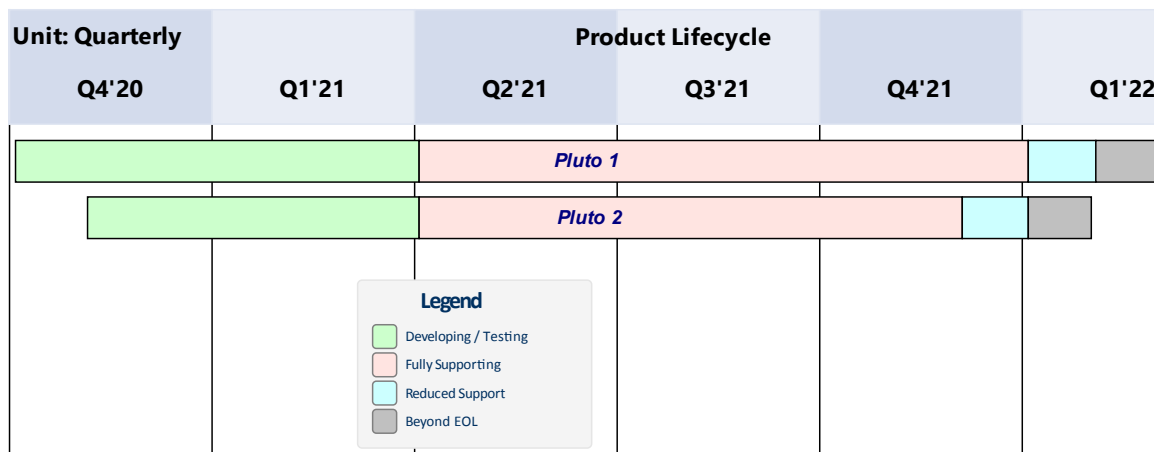 Unit: Quarterly
Product Lifecycle
Q4'20 Q1'21 Q2'21 Q3'21 Q4'21 Q1'22
Pluto 1
Pluto 2
Legend
Developing / Testing
Fully Supporting
Reduced Support
Beyond EOL